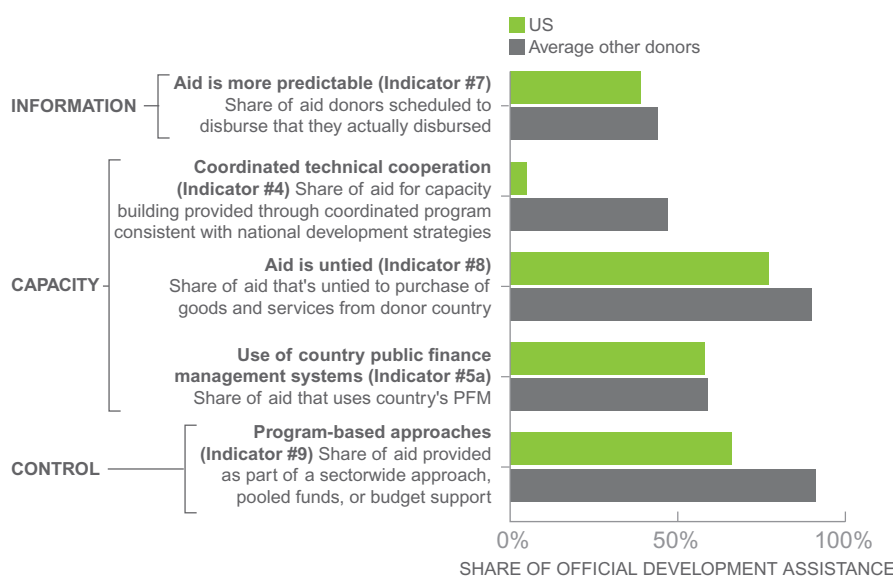 US
Average other donors
INFORMATION
Aid is more predictable (Indicator #7)
Share of aid donors scheduled to
disburse that they actually disbursed
CAPACITY
Coordinated technical cooperation
(Indicator #4) Share of aid for capacity
building provided through coordinated program
consistent with national development strategies
Aid is untied (Indicator #8)
Share of aid that's untied to purchase of
goods and services from donor country
Use of country public finance
management systems (Indicator #5a)
Share of aid that uses country's PFM
CONTROL
Program-based approaches
(Indicator #9) Share of aid provided
as part of a sectorwide approach,
pooled funds, or budget support
0% 50% 100%
SHARE OF OFFICIAL DEVELOPMENT ASSISTANCE